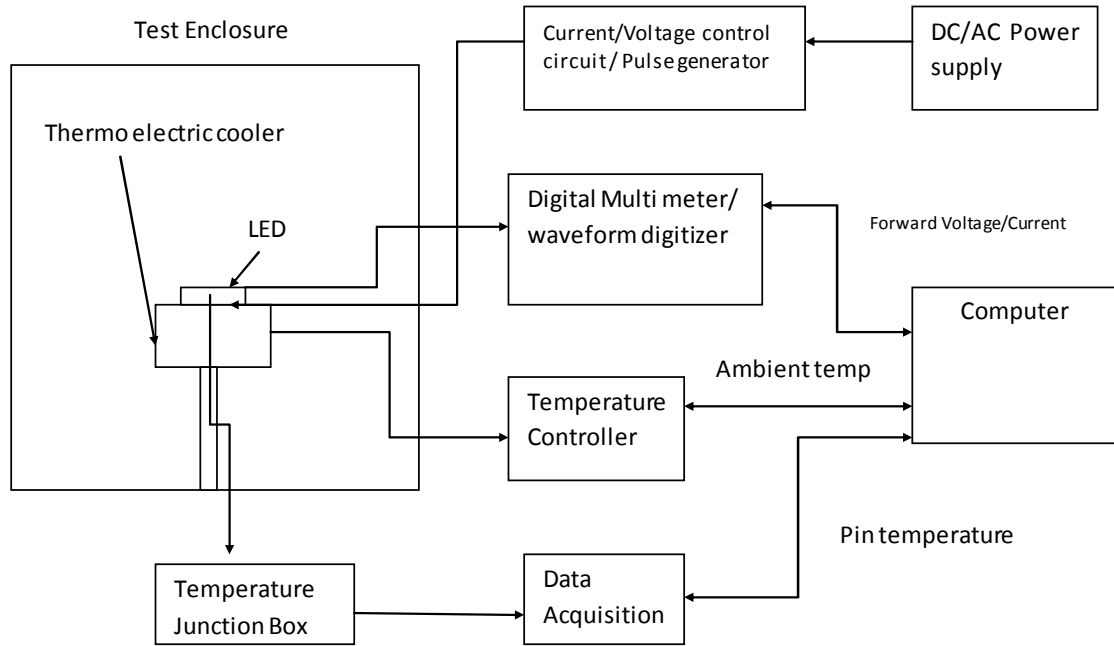 Test Enclosure
Current/Voltage control
circuit / Pulse generator
DC/AC Power
supply
Thermo electric cooler
LED
Digital Multi meter/
waveform digitizer
Forward Voltage/Current
Computer
Ambient temp
Temperature
Controller
Pin temperature
Temperature
Junction Box
Data
Acquisition